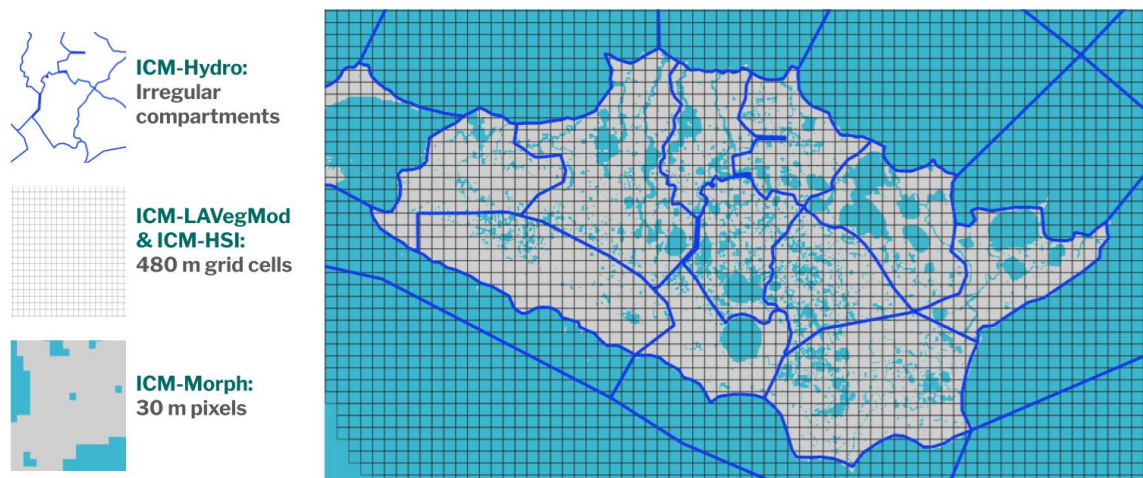 ICM-Hydro:
Irregular
compartments
ICM-LAVegMod
& ICM-HSI:
480 m grid cells
ICM-Morph:
30 m pixels